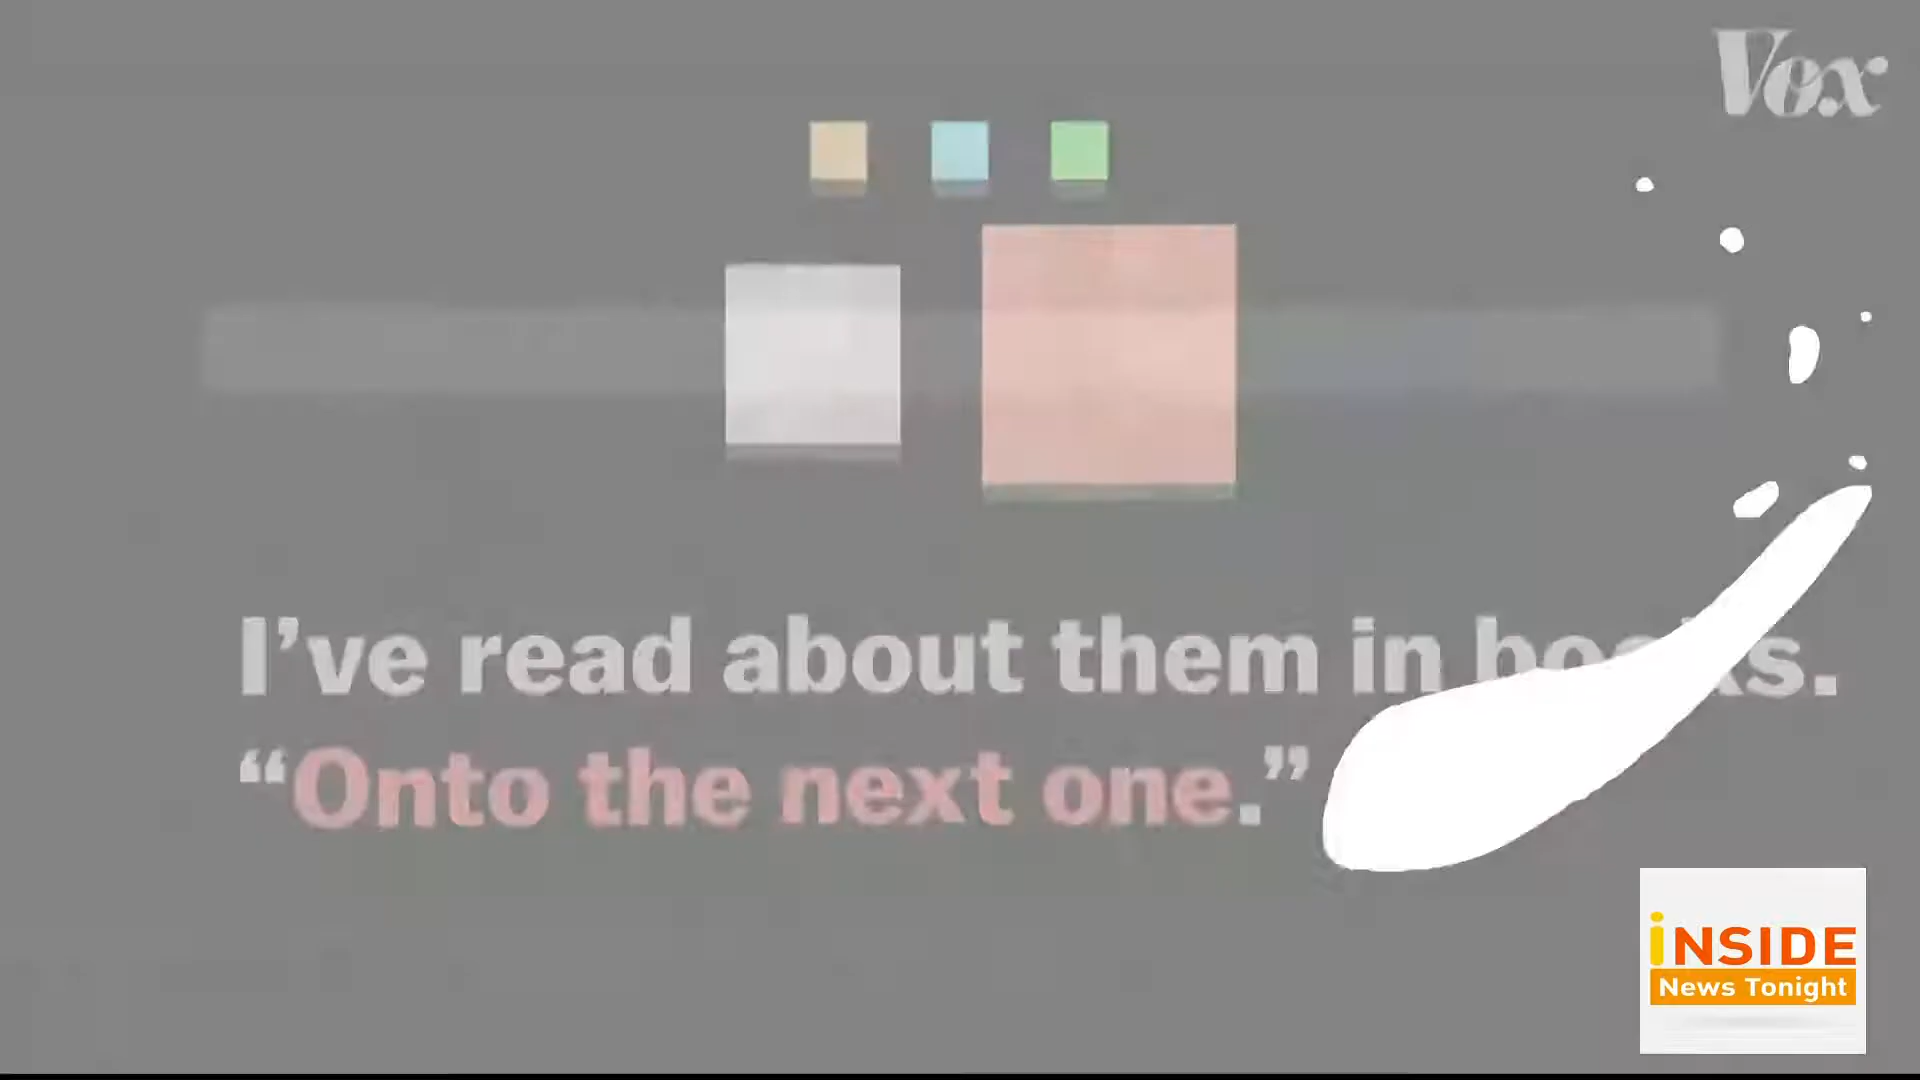 Vox
I've read about them in
“Onto the next one.”
iNSIDE
News Tonight